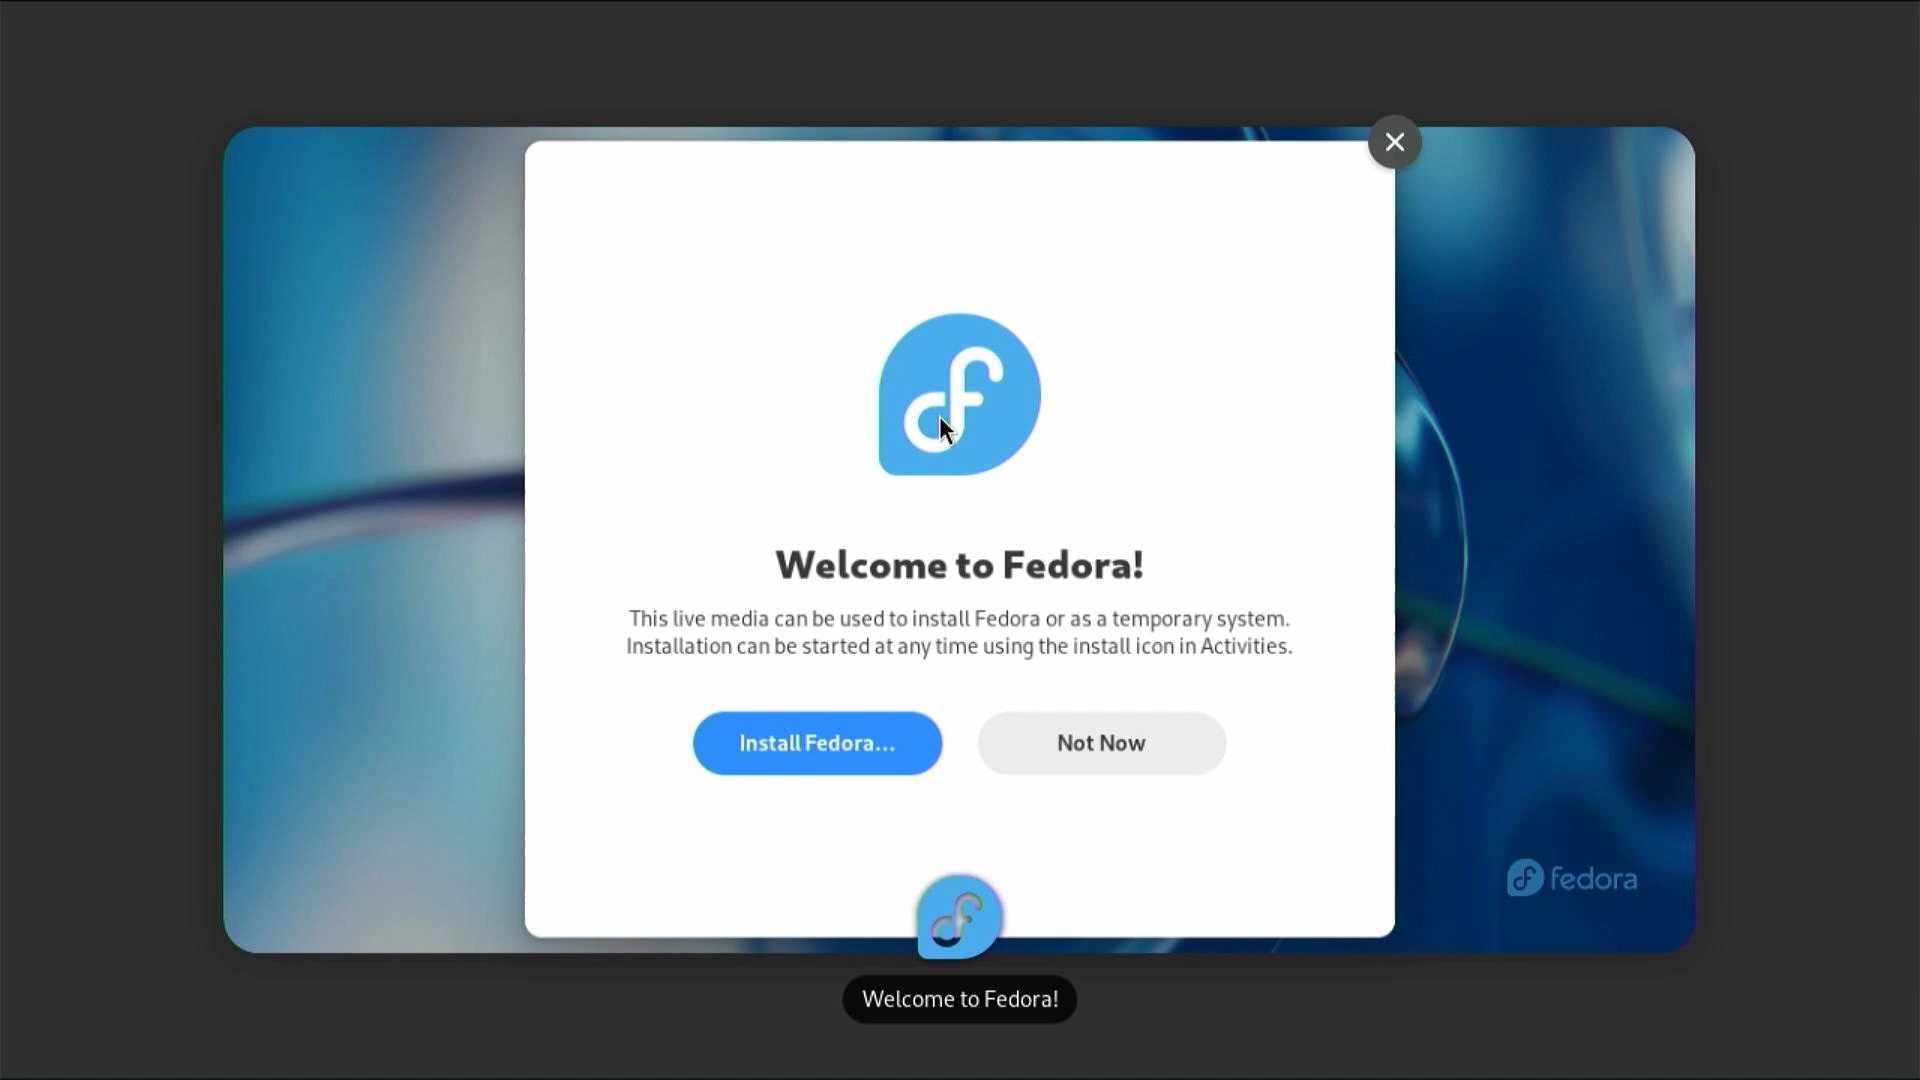 Welcome to Fedora!
This live media can be used to install Fedora or as a temporary system.
Installation can be started at any time using the install icon in Activities.
Install Fedora...
Not Now
fedora
Welcome to Fedora!